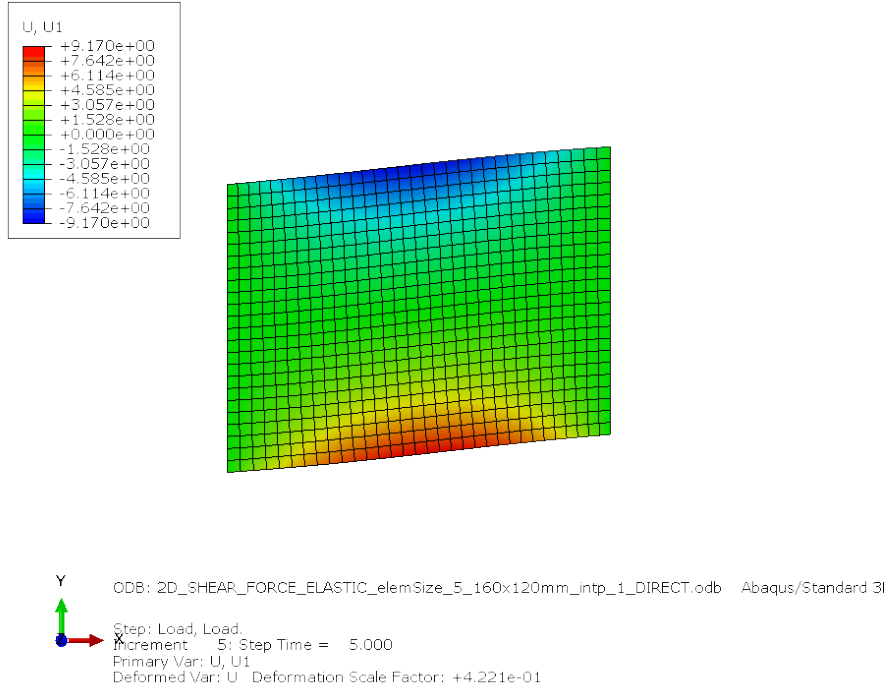 U, U1
+9.170e+00
+7.642e+00
+6.114e+00
+4.585e+00
+3.057e+00
+1.528e+00
+0.000e+00
-1.528e+00
-3.057e+00
-4.585e+00
-6.114e+00
-7.642e+00
-9.170e+00
Y
X
ODB: 2D_SHEAR_FORCE_ELASTIC_elemSize_5_160x120mm_intp_1_DIRECT.odb Abaqus/Standard
Step: Load, Load.
Increment 5: Step Time = 5.000
Primary Var: U, U1
Deformed Var: U Deformation Scale Factor: +4.221e-01